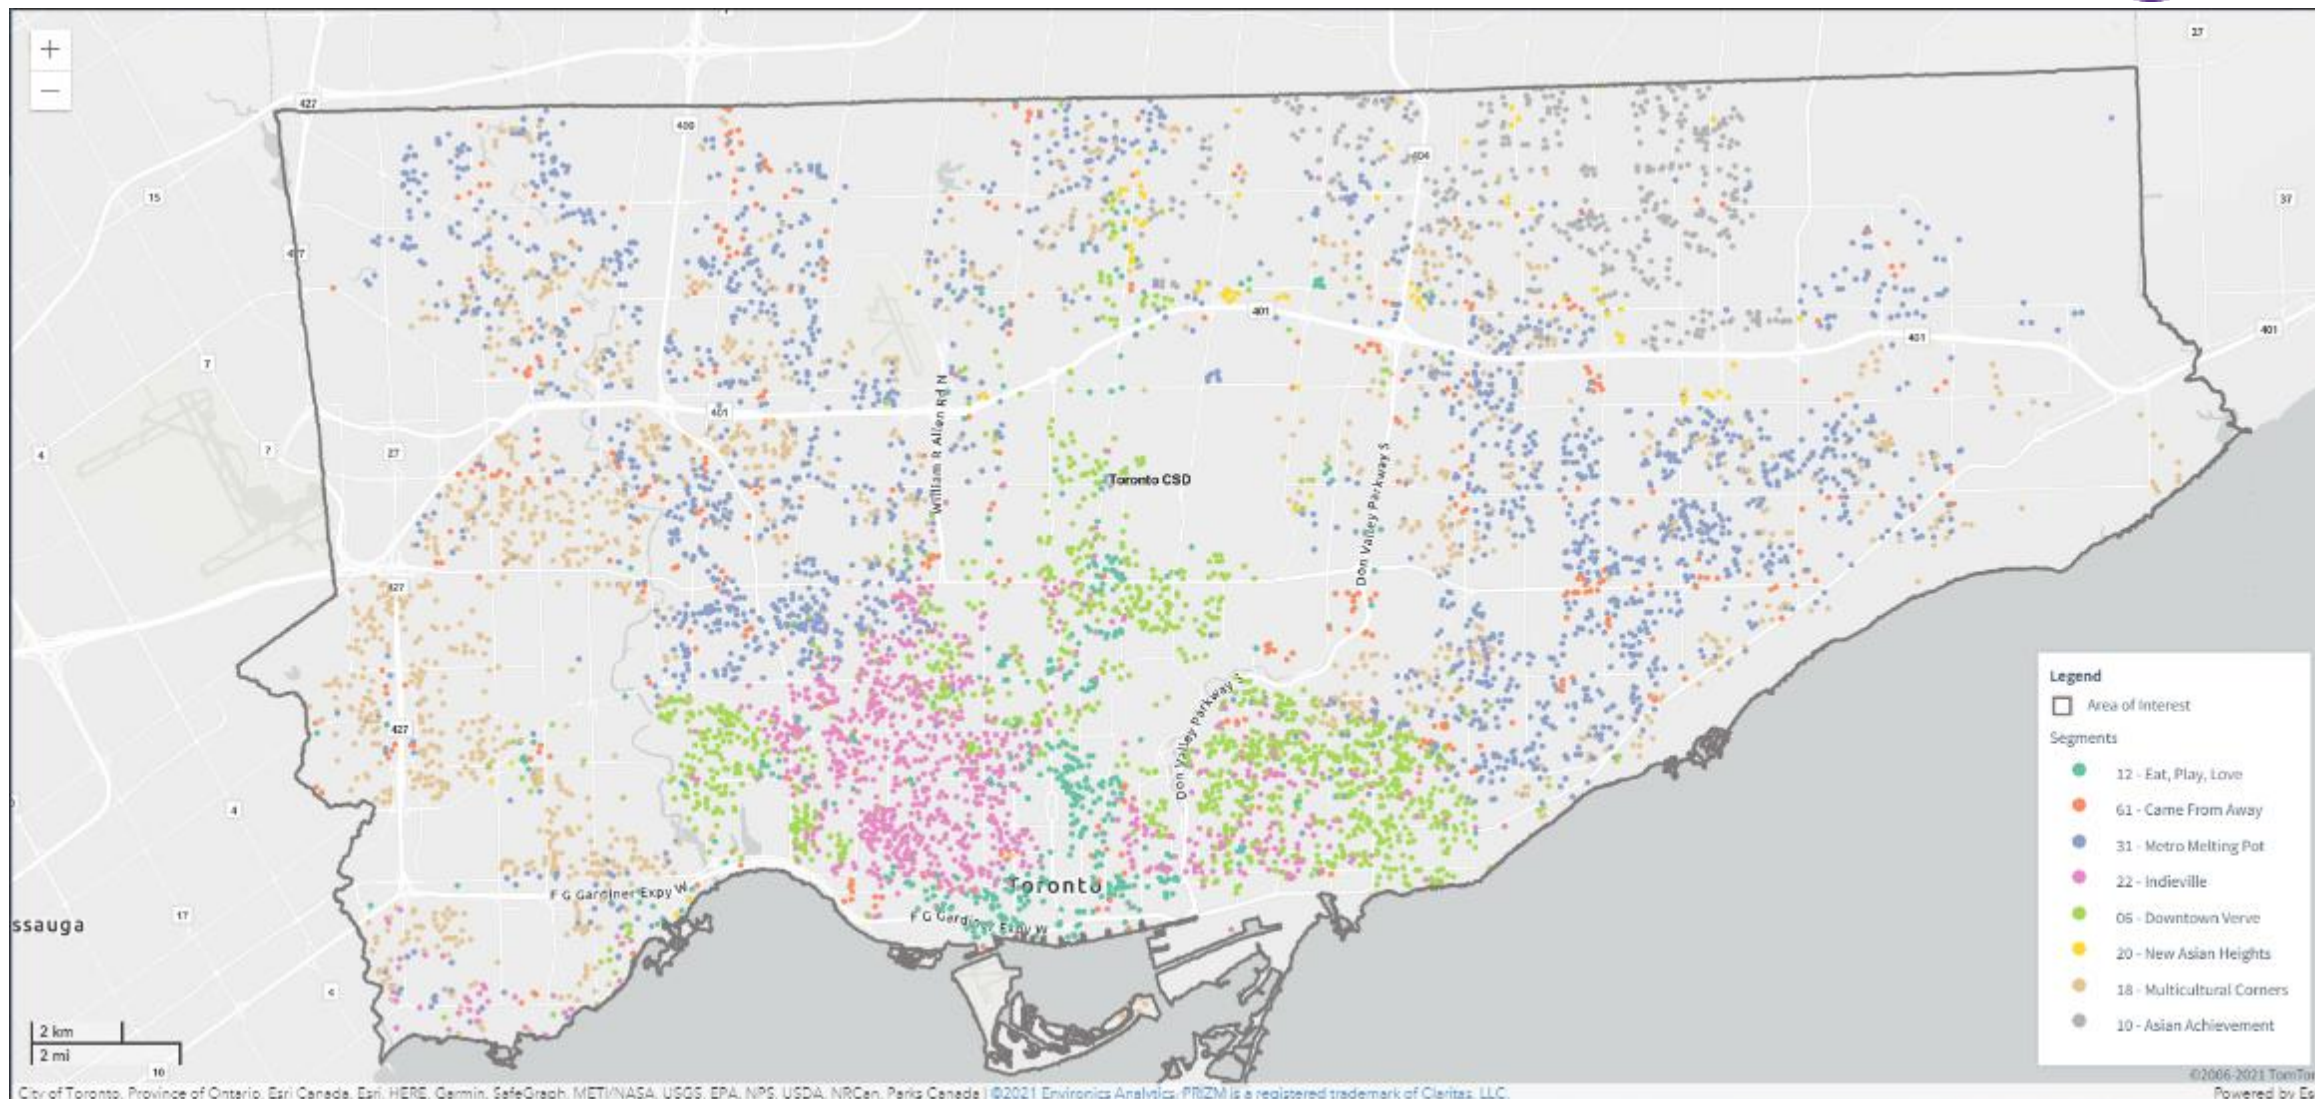 +
−
27
427
400
404
15
37
427
401
401
401
7
401
4
7
27
William R Allen Rd N
Toronto CSD
Don Valley Parkway S
427
Don Valley Parkway S
427
4
Toronto
F G Gardiner Expy W
F G Gardiner Expy W
17
ssauga
6
2 km
2 mi
10
Legend
Area of Interest
Segments
12 - Eat, Play, Love
61 - Came From Away
31 - Metro Melting Pot
22 - Indieville
06 - Downtown Verve
20 - New Asian Heights
18 - Multicultural Corners
10 - Asian Achievement
©2006-2021 TomTom
City of Toronto, Province of Ontario, Esri Canada, Esri, HERE, Garmin, SafeGraph, METI/NASA, USGS, EPA, NPS, USDA, NRCan, Parks Canada | ©2021 Environics Analytics. PRIZM is a registered trademark of Claritas, LLC.
Powered by Es